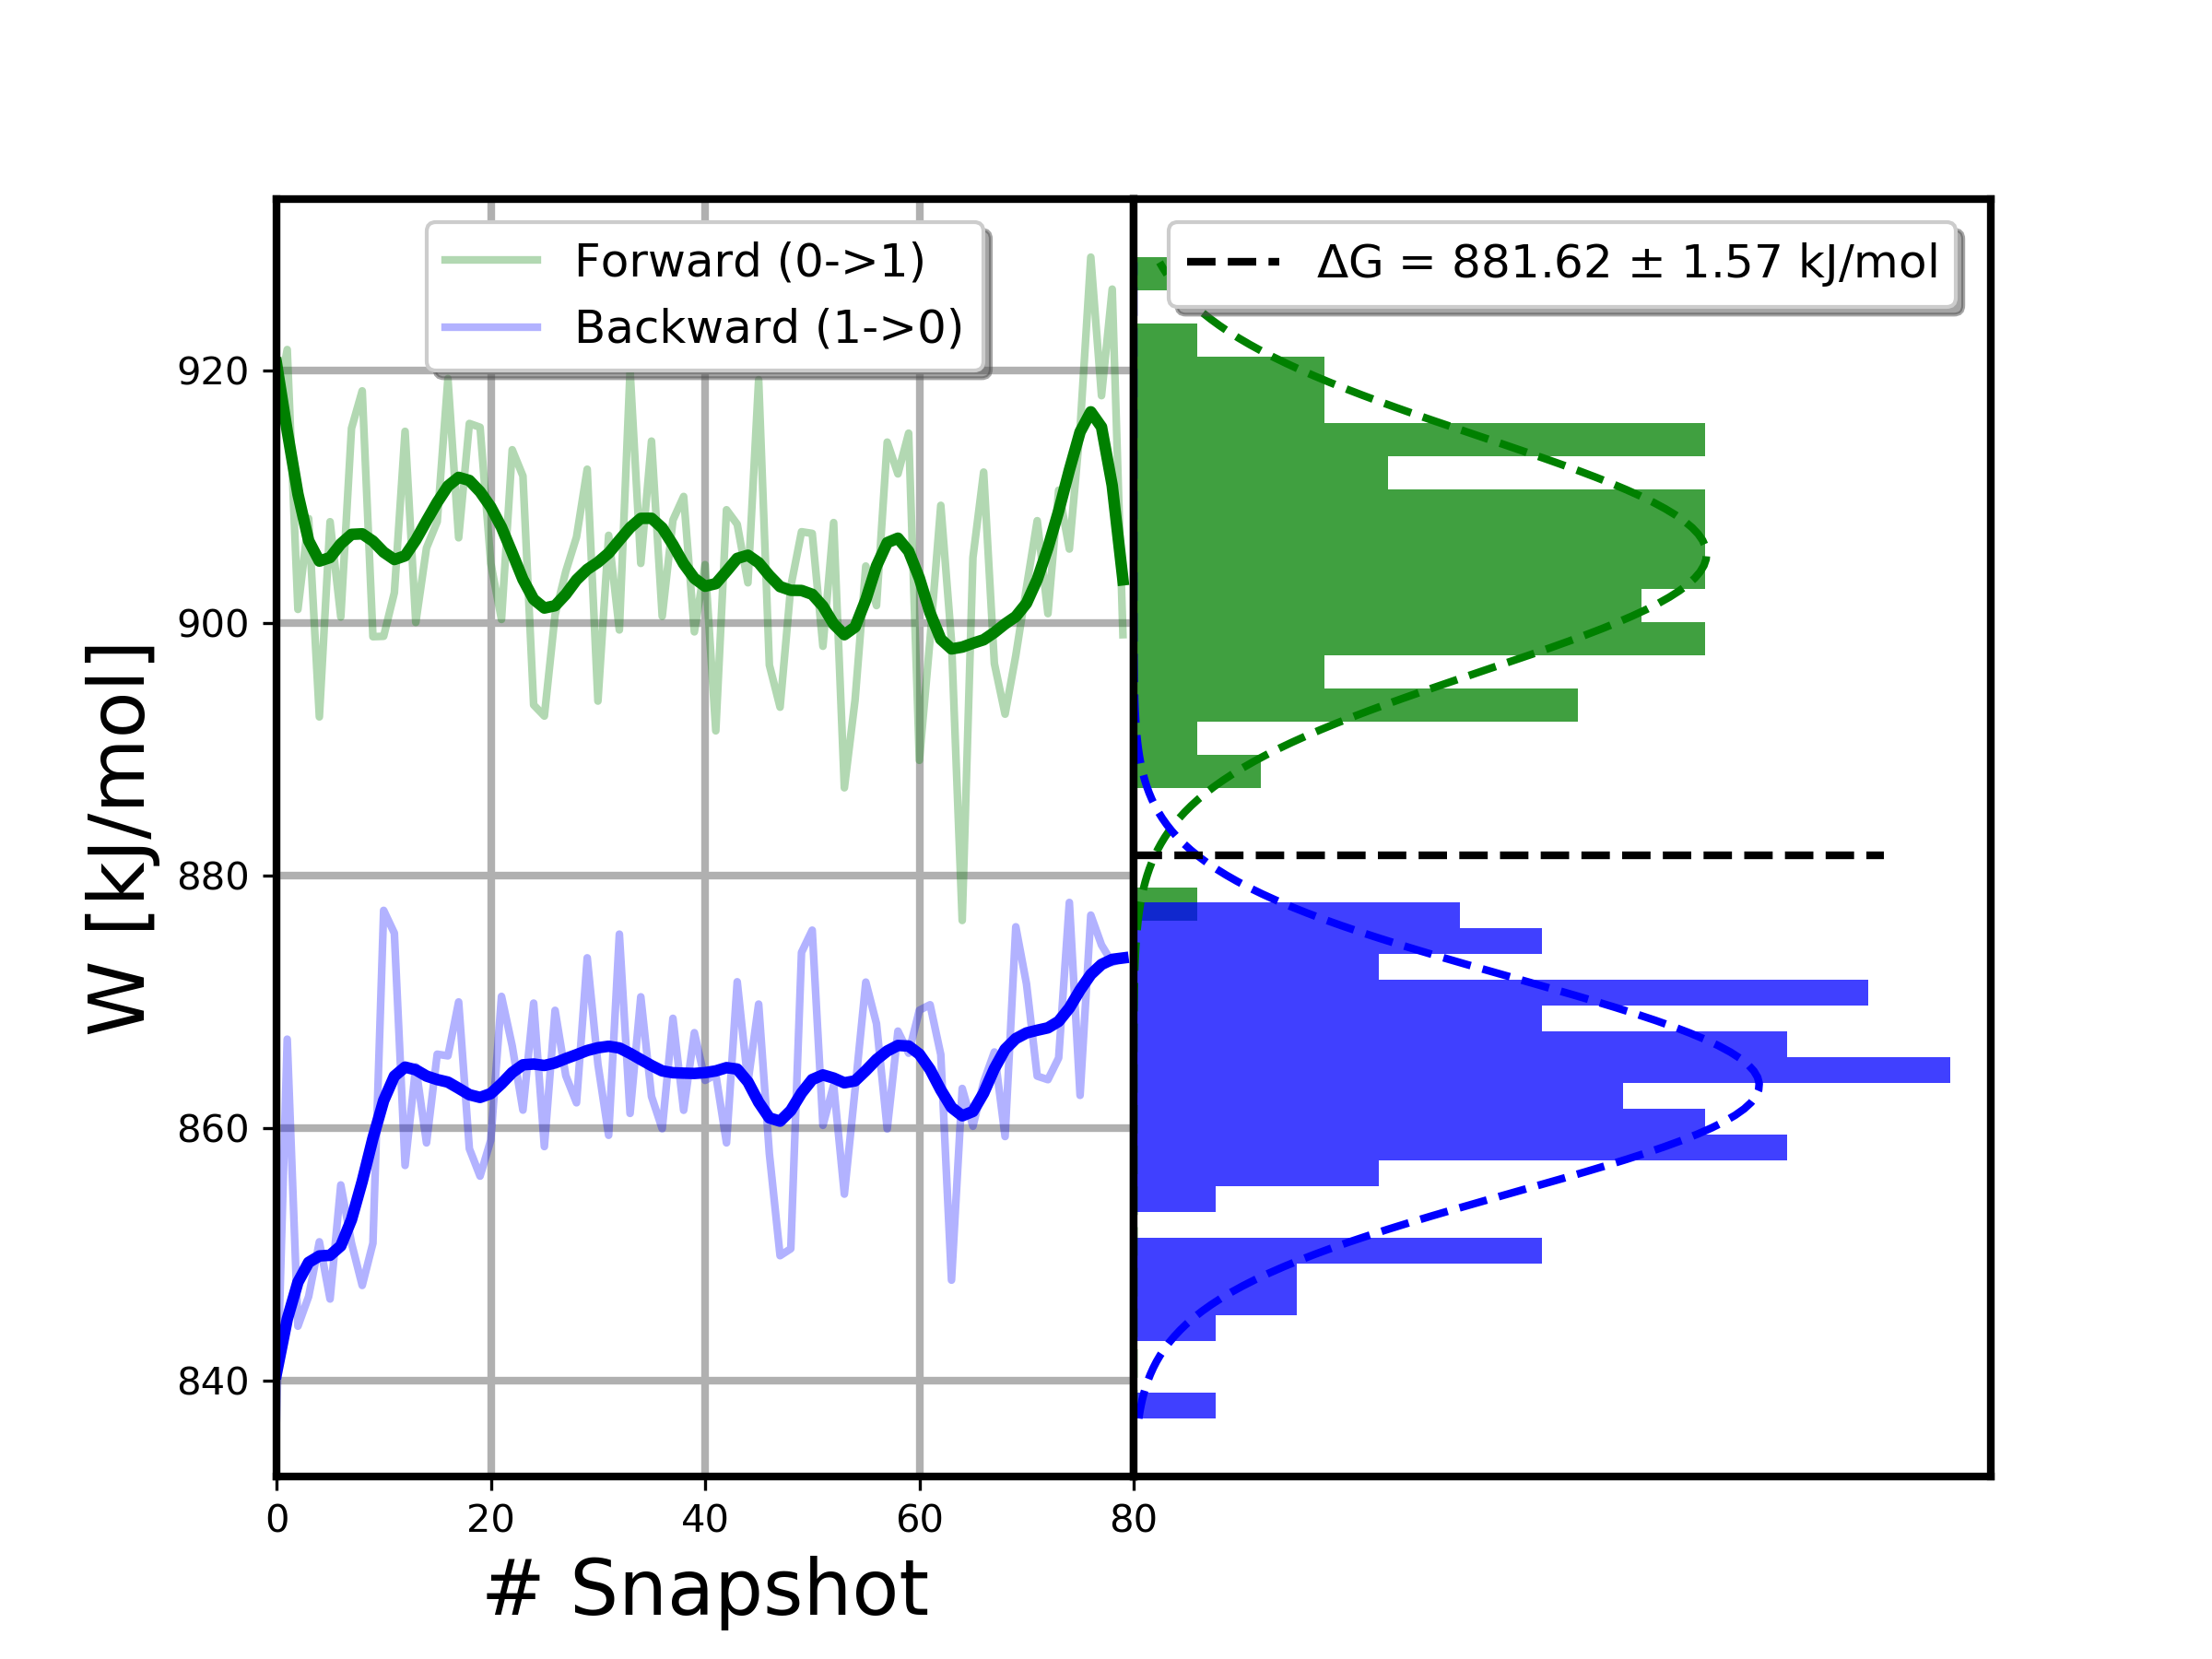 Forward (0->1)
Backward (1->0)
ΔG = 881.62 ± 1.57 kJ/mol
W [kJ/mol]
920
900
880
860
840
0 20 40 60 80
# Snapshot